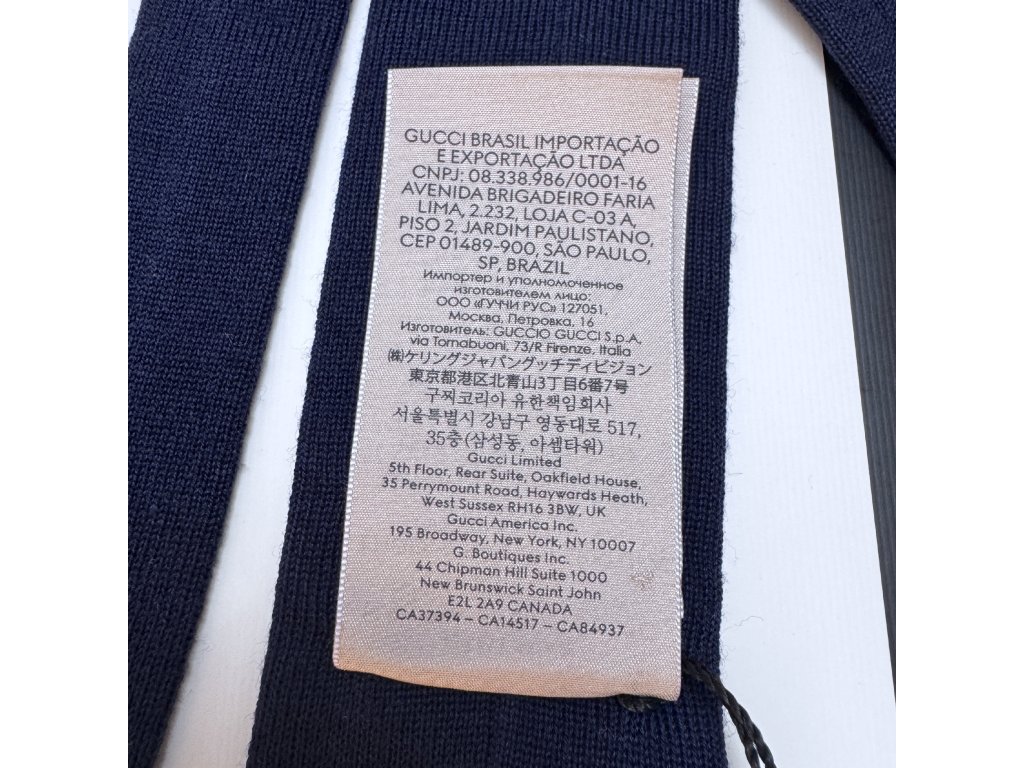 GUCCI BRASIL IMPORTAÇÃO
E EXPORTAÇÃO LTDA
CNPJ: 08.338.986/0001-16
AVENIDA BRIGADEIRO FARIA
LIMA, 2.232, LOJA C-03 A,
PISO 2, JARDIM PAULISTANO,
CEP 01489-900, SÃO PAULO,
SP, BRAZIL
Импортер и уполномоченное
изготовителем лицо:
ООО «ГУЧЧИ РУС» 127051,
Москва, Петровка, 16
Изготовитель: GUCCIO GUCCI S.p.A.
via Tornabuoni, 73/R Firenze, Italia
㈱ケリングジャパングッチディビジョン
東京都港区北青山3丁目6番7号
구찌코리아 유한책임회사
서울특별시 강남구 영동대로 517,
35층(삼성동, 아셈타워)
Gucci Limited
5th Floor, Rear Suite, Oakfield House,
35 Perrymount Road, Haywards Heath,
West Sussex RH16 3BW, UK
Gucci America Inc.
195 Broadway, New York, NY 10007
G. Boutiques Inc.
44 Chipman Hill Suite 1000
New Brunswick Saint John
E2L 2A9 CANADA
CA37394 – CA14517 – CA84937